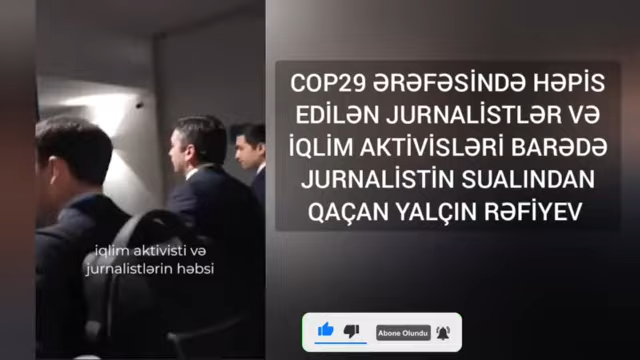 COP29 ƏRƏFƏSİNDƏ HƏPİS
EDİLƏN JURNALİSTLƏR VƏ
İQLİM AKTİVİSLƏRİ BARƏDƏ
JURNALİSTİN SUALINDAN
QAÇAN YALÇIN RƏFİYEV
iqlim aktivisti və
jurnalistlərin həbsi
Abone Olundu